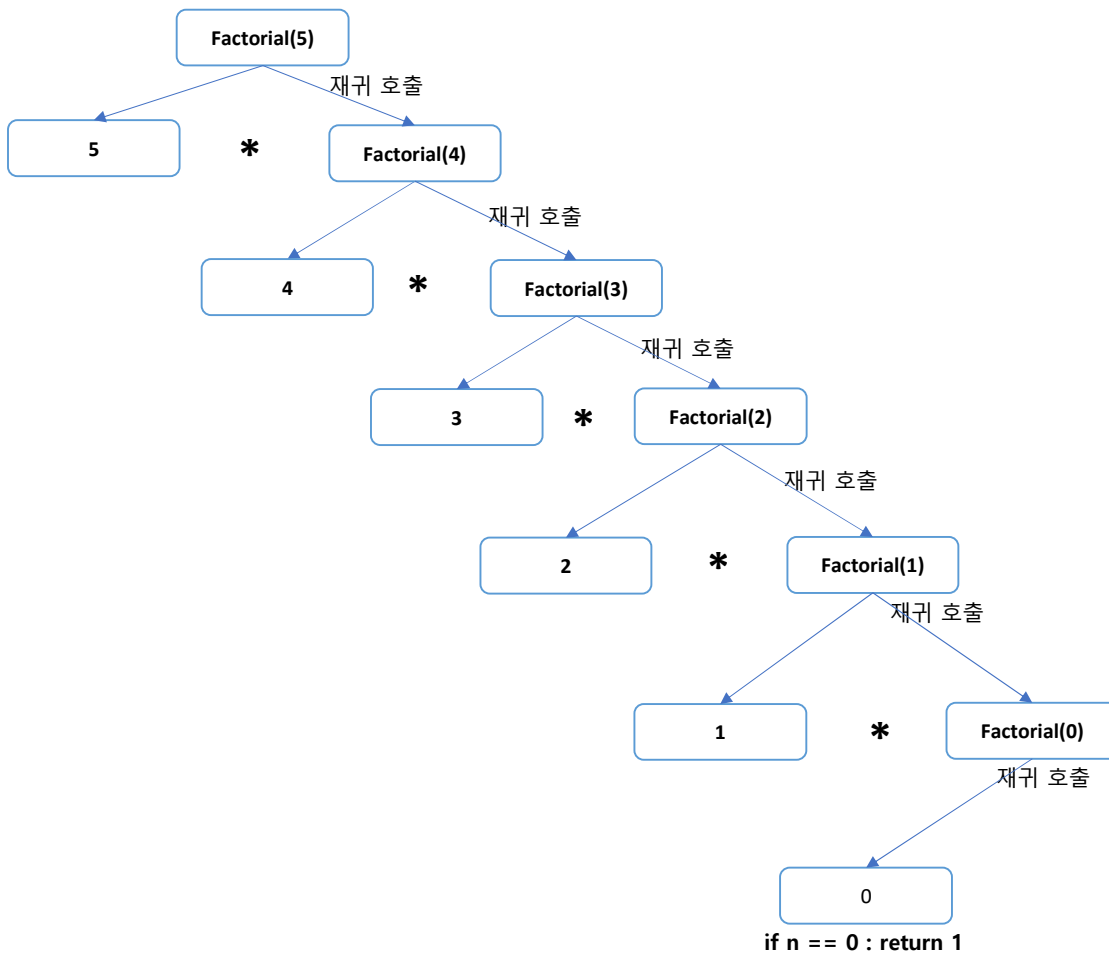 Factorial(5)
재귀 호출
5 * Factorial(4)
재귀 호출
4 * Factorial(3)
재귀 호출
3 * Factorial(2)
재귀 호출
2 * Factorial(1)
재귀 호출
1 * Factorial(0)
재귀 호출
0
if n == 0 : return 1